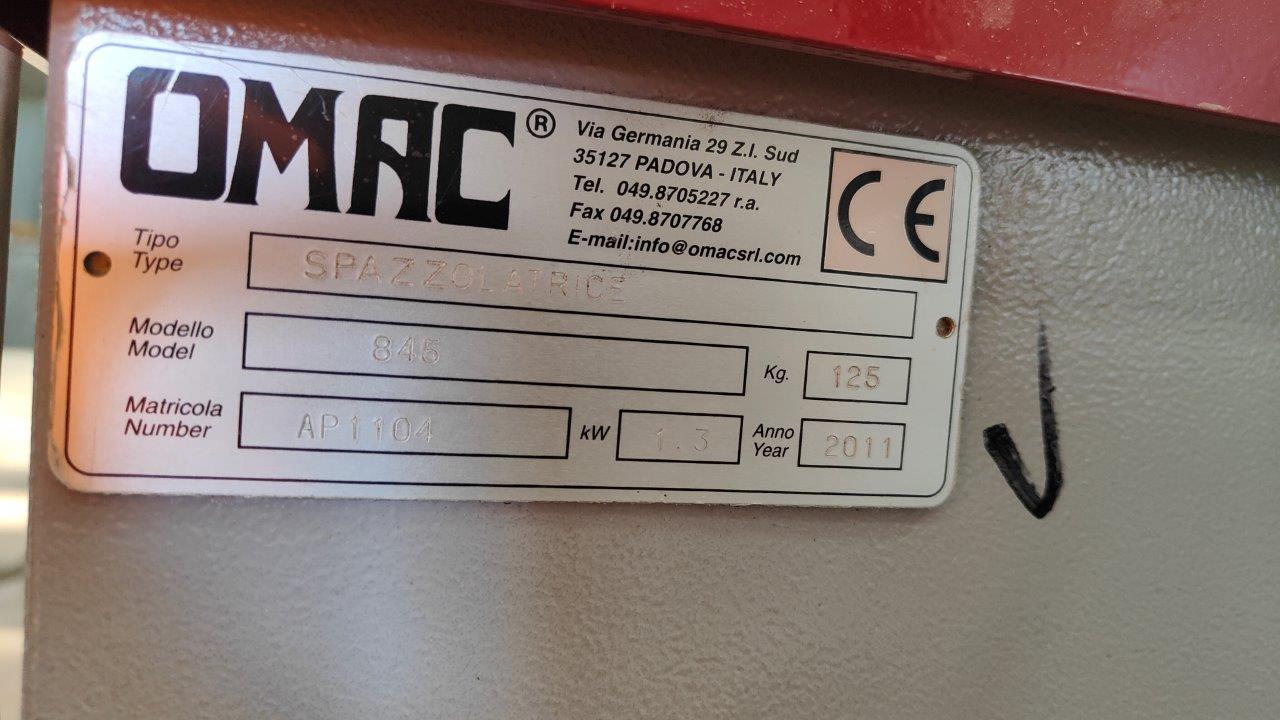 OMAC®
Via Germania 29 Z.I. Sud
35127 PADOVA - ITALY
Tel. 049.8705227 r.a.
Fax 049.8707768
E-mail:info@omacsrl.com
CE
Tipo
Type
SPAZZOLATRICE
Modello
Model
845
Kg. 125
Matricola
Number
AP1104
kW 1.3
Anno
Year
2011